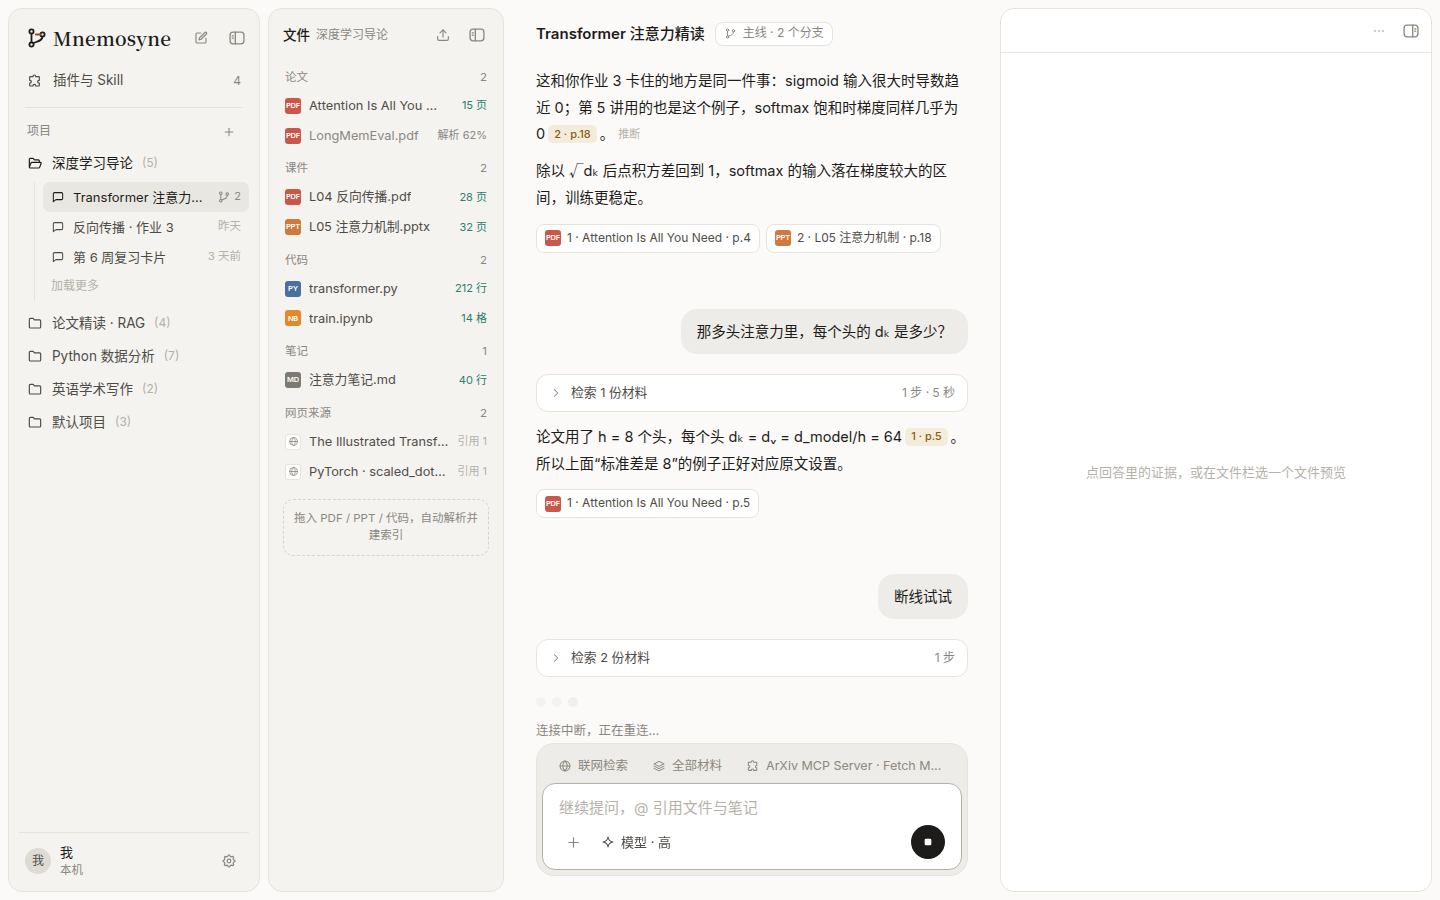 Mnemosyne
插件与 Skill 4
项目
深度学习导论 (5)
Transformer 注意力... 2
反向传播 · 作业 3 昨天
第 6 周复习卡片 3 天前
加载更多
论文精读 · RAG (4)
Python 数据分析 (7)
英语学术写作 (2)
默认项目 (3)
我 我
本机
文件 深度学习导论
论文 2
PDF Attention Is All You ... 15 页
PDF LongMemEval.pdf 解析 62%
课件 2
PDF L04 反向传播.pdf 28 页
PPT L05 注意力机制.pptx 32 页
代码 2
PY transformer.py 212 行
NB train.ipynb 14 格
笔记 1
MD 注意力笔记.md 40 行
网页来源 2
The Illustrated Transf... 引用 1
PyTorch · scaled_dot... 引用 1
拖入 PDF / PPT / 代码，自动解析并
建索引
Transformer 注意力精读 主线 · 2 个分支
这和你作业 3 卡住的地方是同一件事：sigmoid 输入很大时导数趋
近 0；第 5 讲用的也是这个例子，softmax 饱和时梯度同样几乎为
0 2 · p.18 。 推断
除以 √dₖ 后点积方差回到 1，softmax 的输入落在梯度较大的区
间，训练更稳定。
PDF 1 · Attention Is All You Need · p.4 PPT 2 · L05 注意力机制 · p.18
那多头注意力里，每个头的 dₖ 是多少？
检索 1 份材料 1 步 · 5 秒
论文用了 h = 8 个头，每个头 dₖ = dᵥ = d_model/h = 64 1 · p.5 。
所以上面“标准差是 8”的例子正好对应原文设置。
PDF 1 · Attention Is All You Need · p.5
断线试试
检索 2 份材料 1 步
连接中断，正在重连...
联网检索 全部材料 ArXiv MCP Server · Fetch M...
继续提问，@ 引用文件与笔记
模型 · 高
点回答里的证据，或在文件栏选一个文件预览